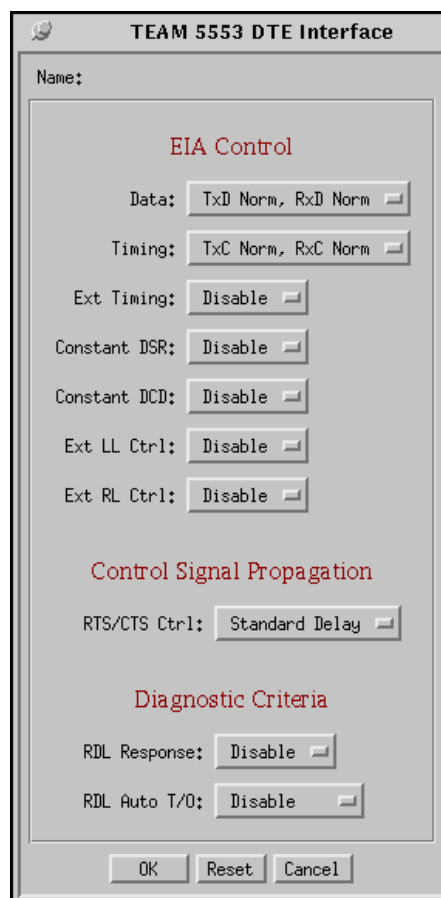 TEAM 5553 DTE Interface
Name:
EIA Control
Data: TxD Norm, RxD Norm
Timing: TxC Norm, RxC Norm
Ext Timing: Disable
Constant DSR: Disable
Constant DCD: Disable
Ext LL Ctrl: Disable
Ext RL Ctrl: Disable
Control Signal Propagation
RTS/CTS Ctrl: Standard Delay
Diagnostic Criteria
RDL Response: Disable
RDL Auto T/O: Disable
OK Reset Cancel